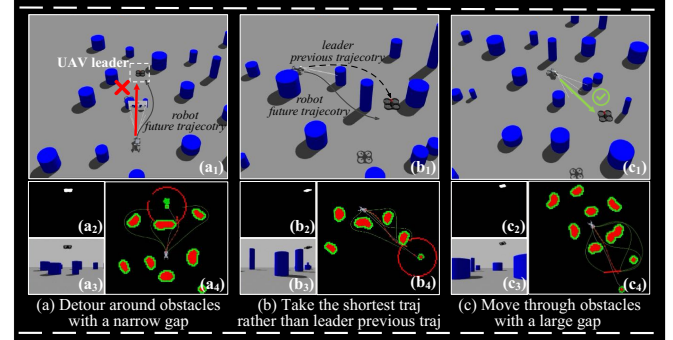 UAV leader
robot
future trajecotry
(a1)
leader
previous trajecotry
robot
future trajecotry
(b1)
(c1)
(a2)
(a3)
(a4)
(b2)
(b3)
(b4)
(c2)
(c3)
(c4)
(a) Detour around obstacles
with a narrow gap
(b) Take the shortest traj
rather than leader previous traj
(c) Move through obstacles
with a large gap